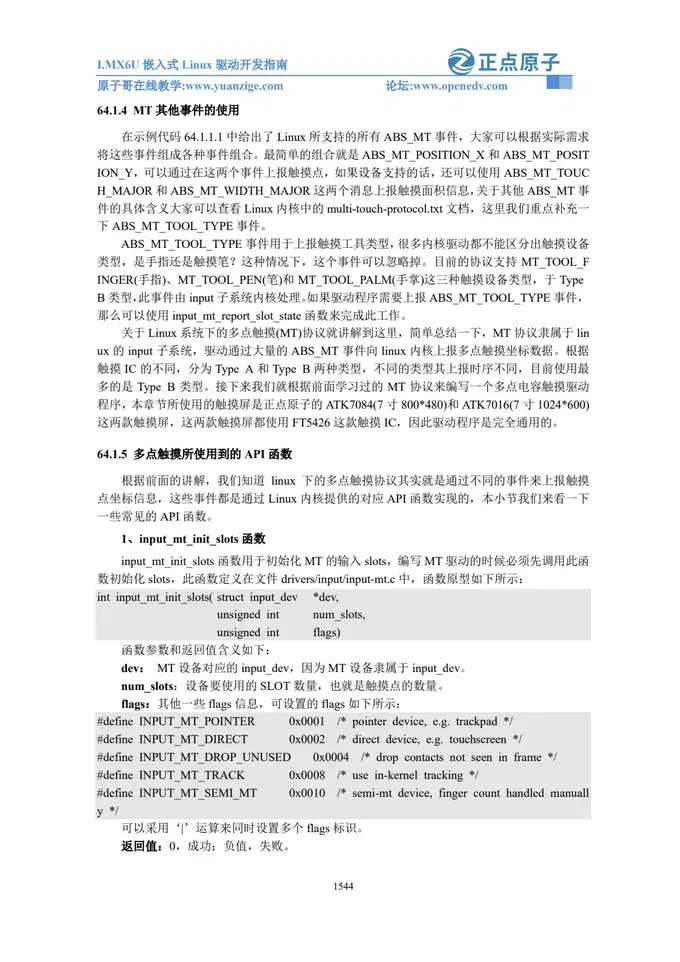 I.MX6U 嵌入式 Linux 驱动开发指南
正点原子
原子哥在线教学:www.yuanzige.com 论坛:www.openedv.com
64.1.4 MT 其他事件的使用
在示例代码 64.1.1.1 中给出了 Linux 所支持的所有 ABS_MT 事件，大家可以根据实际需求
将这些事件组成各种事件组合。最简单的组合就是 ABS_MT_POSITION_X 和 ABS_MT_POSIT
ION_Y，可以通过在这两个事件上报触摸点，如果设备支持的话，还可以使用 ABS_MT_TOUC
H_MAJOR 和 ABS_MT_WIDTH_MAJOR 这两个消息上报触摸面积信息，关于其他 ABS_MT 事
件的具体含义大家可以查看 Linux 内核中的 multi-touch-protocol.txt 文档，这里我们重点补充一
下 ABS_MT_TOOL_TYPE 事件。
ABS_MT_TOOL_TYPE 事件用于上报触摸工具类型，很多内核驱动都不能区分出触摸设备
类型，是手指还是触摸笔？这种情况下，这个事件可以忽略掉。目前的协议支持 MT_TOOL_F
INGER(手指)、MT_TOOL_PEN(笔)和 MT_TOOL_PALM(手掌)这三种触摸设备类型，于 Type
B 类型，此事件由 input 子系统内核处理。如果驱动程序需要上报 ABS_MT_TOOL_TYPE 事件，
那么可以使用 input_mt_report_slot_state 函数来完成此工作。
关于 Linux 系统下的多点触摸(MT)协议就讲解到这里，简单总结一下，MT 协议隶属于 lin
ux 的 input 子系统，驱动通过大量的 ABS_MT 事件向 linux 内核上报多点触摸坐标数据。根据
触摸 IC 的不同，分为 Type A 和 Type B 两种类型，不同的类型其上报时序不同，目前使用最
多的是 Type B 类型。接下来我们就根据前面学习过的 MT 协议来编写一个多点电容触摸驱动
程序，本章节所使用的触摸屏是正点原子的 ATK7084(7 寸 800*480)和 ATK7016(7 寸 1024*600)
这两款触摸屏，这两款触摸屏都使用 FT5426 这款触摸 IC，因此驱动程序是完全通用的。
64.1.5 多点触摸所使用到的 API 函数
根据前面的讲解，我们知道 linux 下的多点触摸协议其实就是通过不同的事件来上报触摸
点坐标信息，这些事件都是通过 Linux 内核提供的对应 API 函数实现的，本小节我们来看一下
一些常见的 API 函数。
1、input_mt_init_slots 函数
input_mt_init_slots 函数用于初始化 MT 的输入 slots，编写 MT 驱动的时候必须先调用此函
数初始化 slots，此函数定义在文件 drivers/input/input-mt.c 中，函数原型如下所示：
int input_mt_init_slots( struct input_dev *dev,
unsigned int num_slots,
unsigned int flags)
函数参数和返回值含义如下：
dev： MT 设备对应的 input_dev，因为 MT 设备隶属于 input_dev。
num_slots：设备要使用的 SLOT 数量，也就是触摸点的数量。
flags：其他一些 flags 信息，可设置的 flags 如下所示：
#define INPUT_MT_POINTER 0x0001 /* pointer device, e.g. trackpad */
#define INPUT_MT_DIRECT 0x0002 /* direct device, e.g. touchscreen */
#define INPUT_MT_DROP_UNUSED 0x0004 /* drop contacts not seen in frame */
#define INPUT_MT_TRACK 0x0008 /* use in-kernel tracking */
#define INPUT_MT_SEMI_MT 0x0010 /* semi-mt device, finger count handled manuall
y */
可以采用‘|’运算来同时设置多个 flags 标识。
返回值：0，成功；负值，失败。
1544